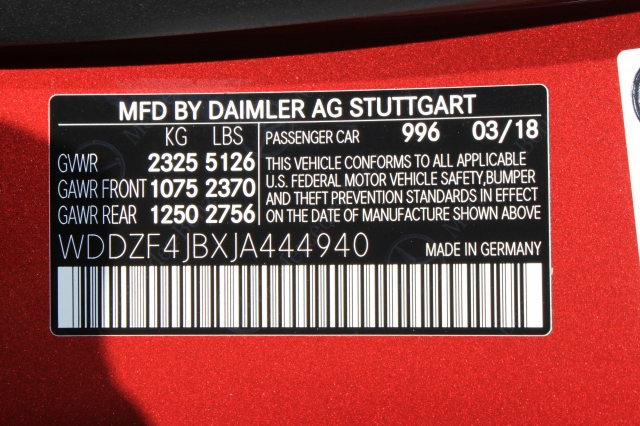 MFD BY DAIMLER AG STUTTGART
KG LBS
GVWR 2325 5126
GAWR FRONT 1075 2370
GAWR REAR 1250 2756
PASSENGER CAR 996 03/18
THIS VEHICLE CONFORMS TO ALL APPLICABLE
U.S. FEDERAL MOTOR VEHICLE SAFETY,BUMPER
AND THEFT PREVENTION STANDARDS IN EFFECT
ON THE DATE OF MANUFACTURE SHOWN ABOVE
WDDZF4JBXJA444940
MADE IN GERMANY